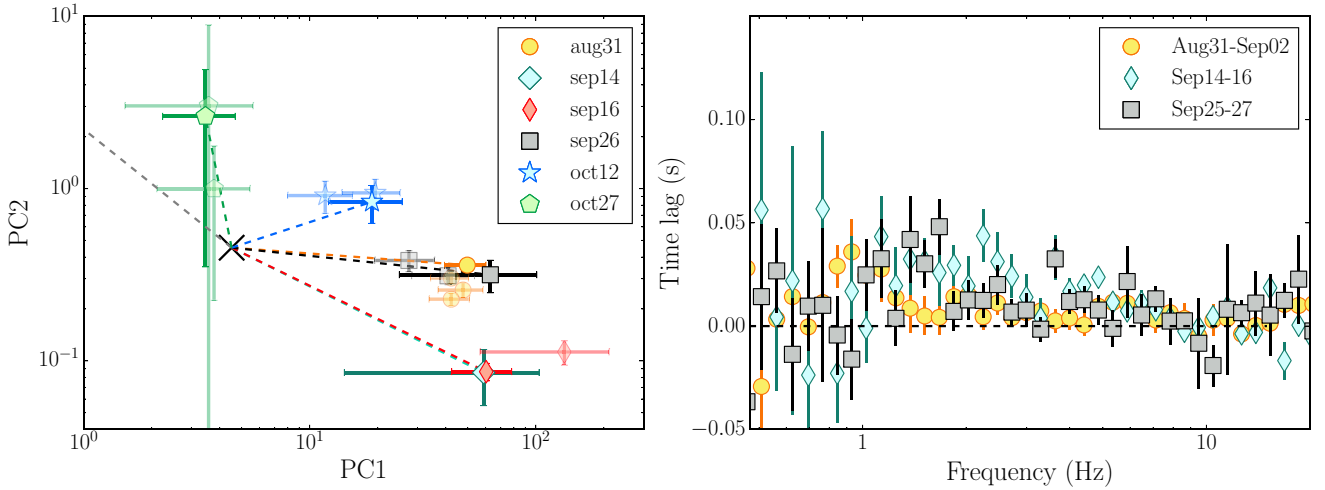 10¹
10⁰
10⁻¹
PC2
10⁰
10¹
10²
PC1
aug31
sep14
sep16
sep26
oct12
oct27
0.10
0.05
0.00
−0.05
Time lag (s)
1
10
Frequency (Hz)
Aug31-Sep02
Sep14-16
Sep25-27